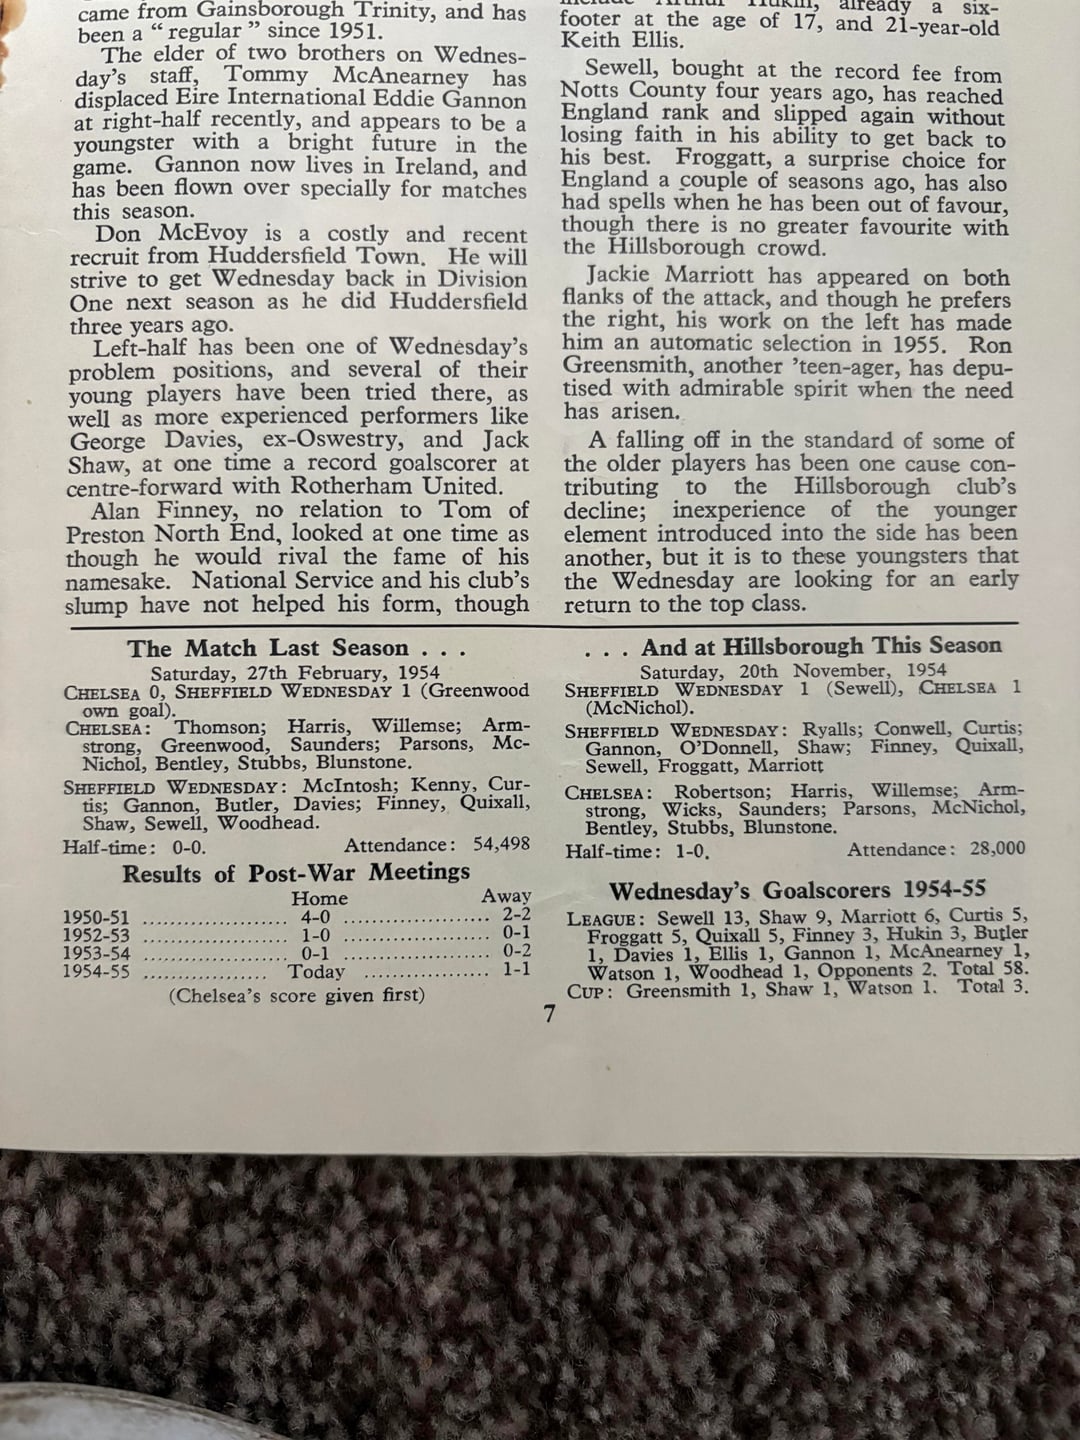 came from Gainsborough Trinity, and has
been a “ regular ” since 1951.
The elder of two brothers on Wednes-
day’s staff, Tommy McAnearney has
displaced Eire International Eddie Gannon
at right-half recently, and appears to be a
youngster with a bright future in the
game. Gannon now lives in Ireland, and
has been flown over specially for matches
this season.
Don McEvoy is a costly and recent
recruit from Huddersfield Town. He will
strive to get Wednesday back in Division
One next season as he did Huddersfield
three years ago.
Left-half has been one of Wednesday’s
problem positions, and several of their
young players have been tried there, as
well as more experienced performers like
George Davies, ex-Oswestry, and Jack
Shaw, at one time a record goalscorer at
centre-forward with Rotherham United.
Alan Finney, no relation to Tom of
Preston North End, looked at one time as
though he would rival the fame of his
namesake. National Service and his club’s
slump have not helped his form, though
include Arthur Hukin, already a six-
footer at the age of 17, and 21-year-old
Keith Ellis.
Sewell, bought at the record fee from
Notts County four years ago, has reached
England rank and slipped again without
losing faith in his ability to get back to
his best. Froggatt, a surprise choice for
England a couple of seasons ago, has also
had spells when he has been out of favour,
though there is no greater favourite with
the Hillsborough crowd.
Jackie Marriott has appeared on both
flanks of the attack, and though he prefers
the right, his work on the left has made
him an automatic selection in 1955. Ron
Greensmith, another ’teen-ager, has depu-
tised with admirable spirit when the need
has arisen.
A falling off in the standard of some of
the older players has been one cause con-
tributing to the Hillsborough club’s
decline; inexperience of the younger
element introduced into the side has been
another, but it is to these youngsters that
the Wednesday are looking for an early
return to the top class.
The Match Last Season . . .
Saturday, 27th February, 1954
CHELSEA 0, SHEFFIELD WEDNESDAY 1 (Greenwood
own goal).
CHELSEA: Thomson; Harris, Willemse; Arm-
strong, Greenwood, Saunders; Parsons, Mc-
Nichol, Bentley, Stubbs, Blunstone.
SHEFFIELD WEDNESDAY: McIntosh; Kenny, Cur-
tis; Gannon, Butler, Davies; Finney, Quixall,
Shaw, Sewell, Woodhead.
Half-time: 0-0. Attendance: 54,498
Results of Post-War Meetings
Home Away
1950-51 ........................ 4-0 ........................ 2-2
1952-53 ........................ 1-0 ........................ 0-1
1953-54 ........................ 0-1 ........................ 0-2
1954-55 .................... Today .................... 1-1
(Chelsea’s score given first)
. . . And at Hillsborough This Season
Saturday, 20th November, 1954
SHEFFIELD WEDNESDAY 1 (Sewell), CHELSEA 1
(McNichol).
SHEFFIELD WEDNESDAY: Ryalls; Conwell, Curtis;
Gannon, O’Donnell, Shaw; Finney, Quixall,
Sewell, Froggatt, Marriott
CHELSEA: Robertson; Harris, Willemse; Arm-
strong, Wicks, Saunders; Parsons, McNichol,
Bentley, Stubbs, Blunstone.
Half-time: 1-0. Attendance: 28,000
Wednesday’s Goalscorers 1954-55
LEAGUE: Sewell 13, Shaw 9, Marriott 6, Curtis 5,
Froggatt 5, Quixall 5, Finney 3, Hukin 3, Butler
1, Davies 1, Ellis 1, Gannon 1, McAnearney 1,
Watson 1, Woodhead 1, Opponents 2. Total 58.
CUP: Greensmith 1, Shaw 1, Watson 1. Total 3.
7